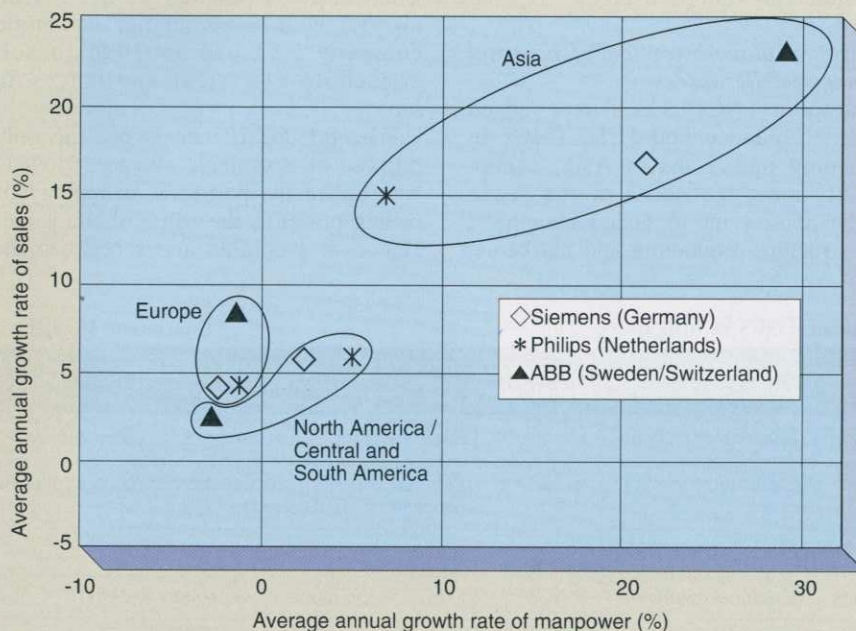 25
20
15
10
5
0
-5
-10
0
10
20
30
Average annual growth rate of sales (%)
Average annual growth rate of manpower (%)
Asia
Europe
North America /
Central and
South America
Siemens (Germany)
Philips (Netherlands)
ABB (Sweden/Switzerland)